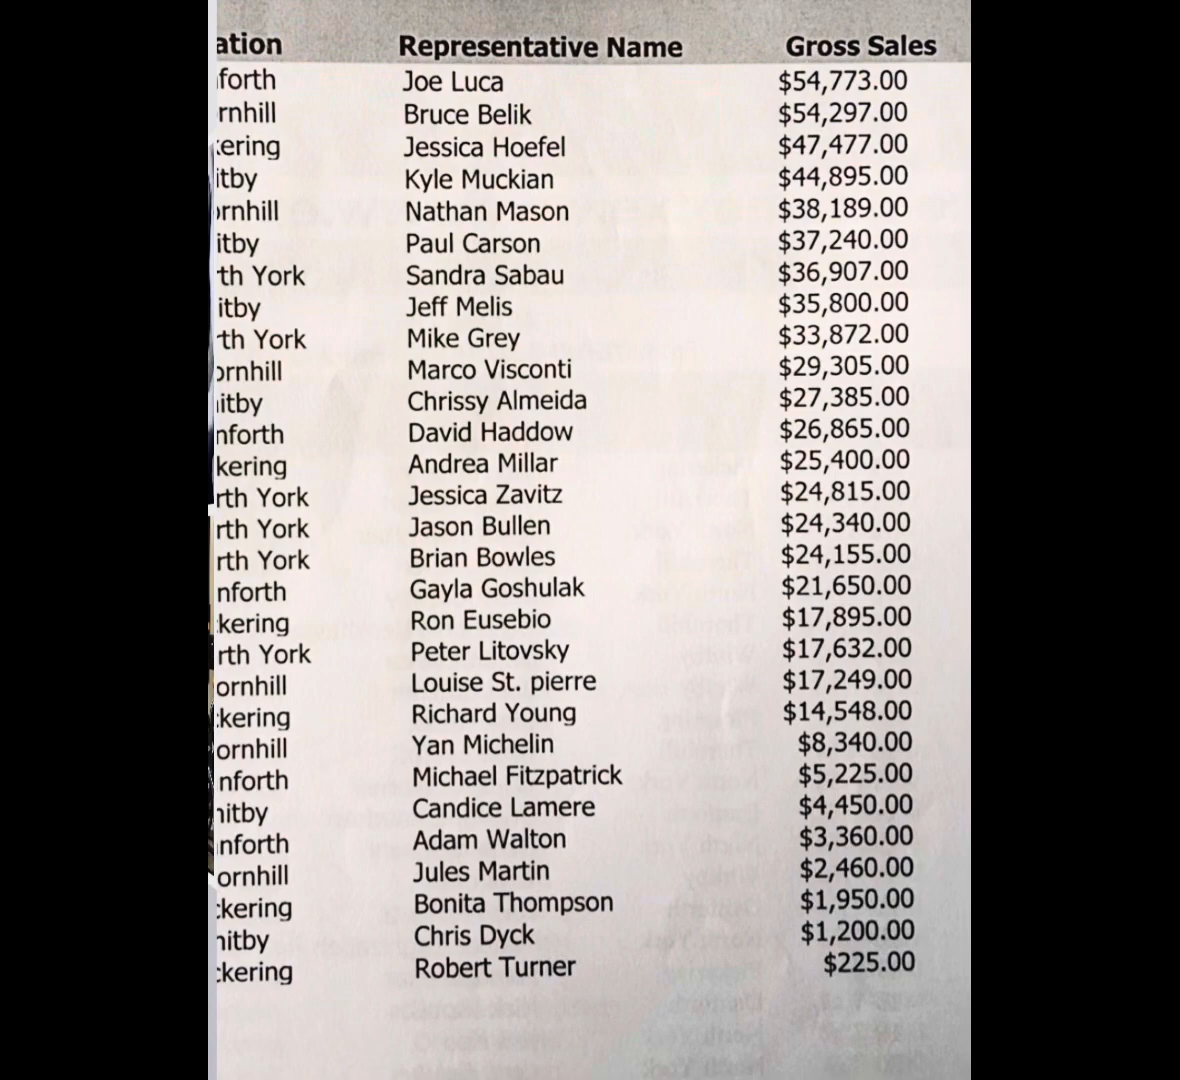 ation Representative Name Gross Sales
forth Joe Luca $54,773.00
rnhill Bruce Belik $54,297.00
kering Jessica Hoefel $47,477.00
itby Kyle Muckian $44,895.00
ornhill Nathan Mason $38,189.00
itby Paul Carson $37,240.00
th York Sandra Sabau $36,907.00
itby Jeff Melis $35,800.00
th York Mike Grey $33,872.00
ornhill Marco Visconti $29,305.00
itby Chrissy Almeida $27,385.00
nforth David Haddow $26,865.00
kering Andrea Millar $25,400.00
rth York Jessica Zavitz $24,815.00
rth York Jason Bullen $24,340.00
rth York Brian Bowles $24,155.00
nforth Gayla Goshulak $21,650.00
kering Ron Eusebio $17,895.00
rth York Peter Litovsky $17,632.00
ornhill Louise St. pierre $17,249.00
kering Richard Young $14,548.00
ornhill Yan Michelin $8,340.00
nforth Michael Fitzpatrick $5,225.00
hitby Candice Lamere $4,450.00
nforth Adam Walton $3,360.00
ornhill Jules Martin $2,460.00
ckering Bonita Thompson $1,950.00
hitby Chris Dyck $1,200.00
ckering Robert Turner $225.00